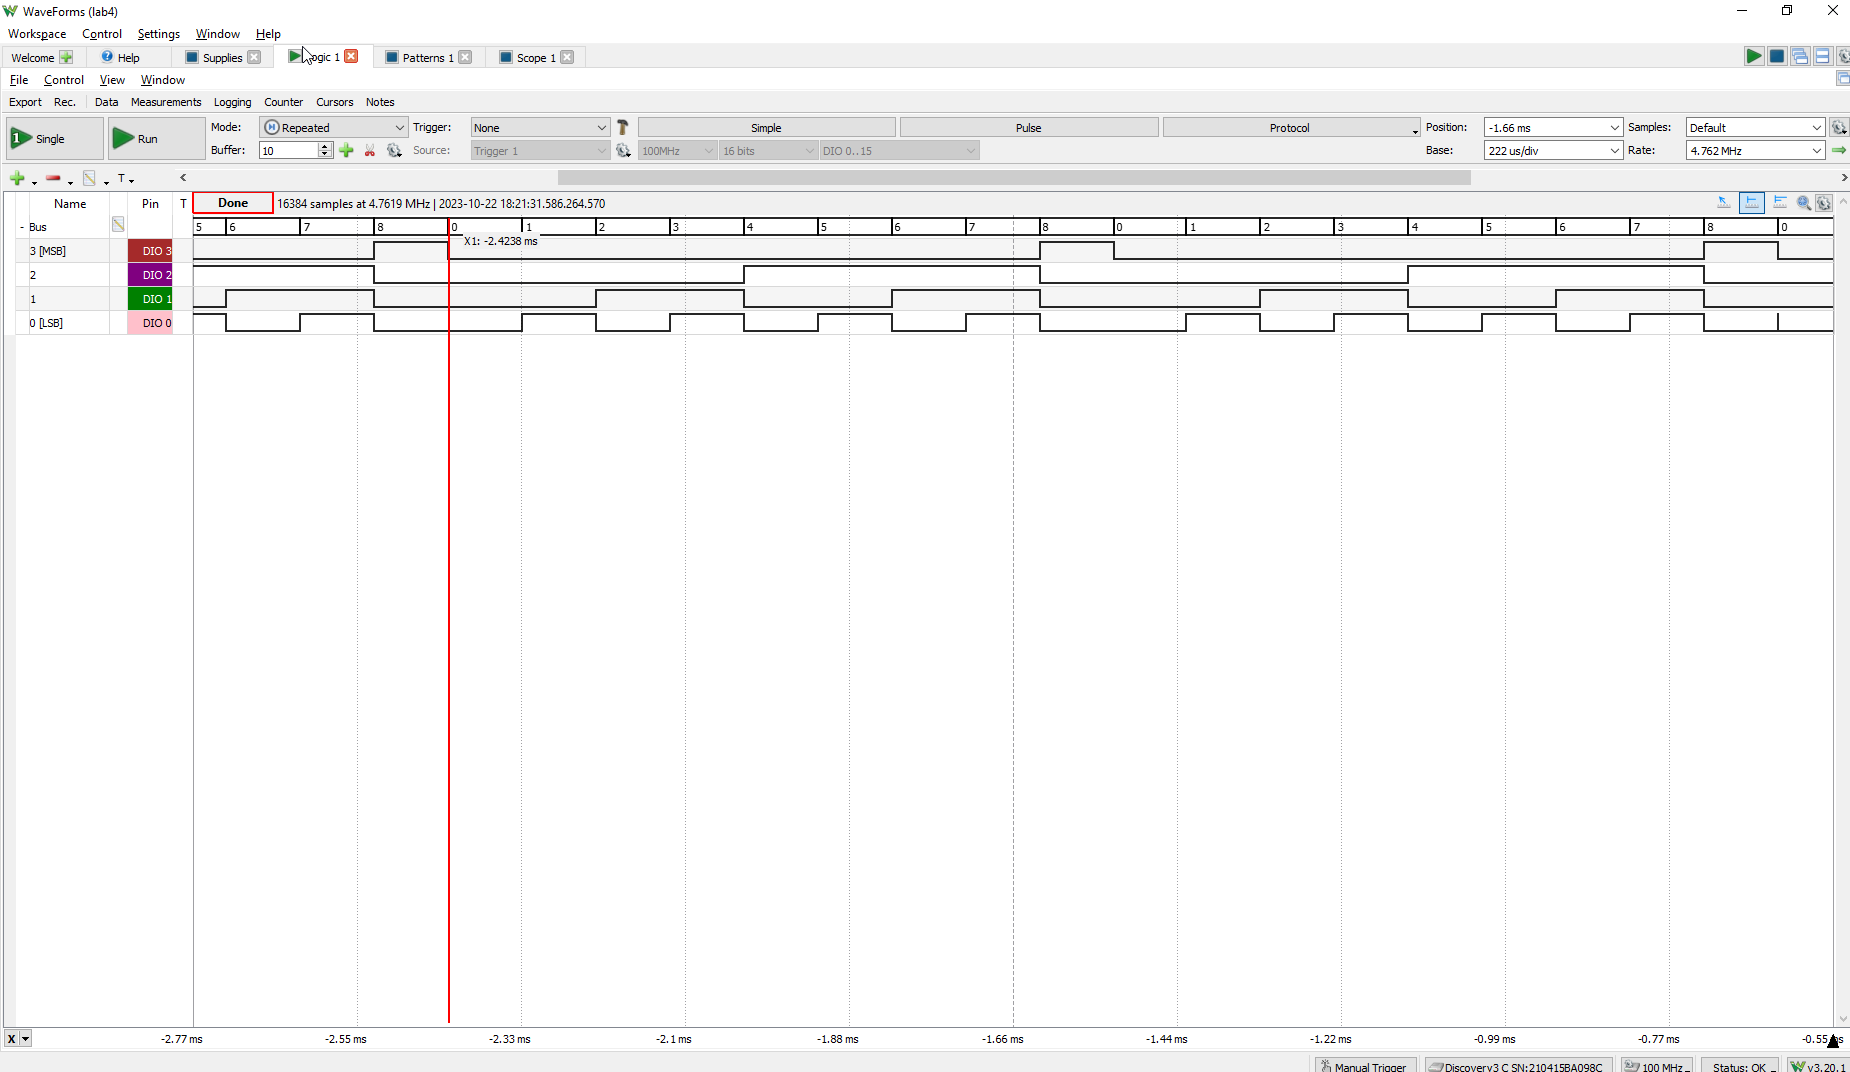 WaveForms (lab4)
Workspace Control Settings Window Help
Welcome Help Supplies ogic 1 Patterns 1 Scope 1
File Control View Window
Export Rec. Data Measurements Logging Counter Cursors Notes
1 Single Run Mode: Repeated Trigger: None Simple Pulse Protocol Position: -1.66 ms Samples: Default
Buffer: 10 Source: Trigger 1 100MHz 16 bits DIO 0..15 Base: 222 us/div Rate: 4.762 MHz
T
Name Pin T Done 16384 samples at 4.7619 MHz | 2023-10-22 18:21:31.586.264.570
- Bus 5 6 7 8 0 1 2 3 4 5 6 7 8 0 1 2 3 4 5 6 7 8 0
X1: -2.4238 ms
3 [MSB] DIO 3
2 DIO 2
1 DIO 1
0 [LSB] DIO 0
X -2.77 ms -2.55 ms -2.33 ms -2.1 ms -1.88 ms -1.66 ms -1.44 ms -1.22 ms -0.99 ms -0.77 ms -0.55 ms
Manual Trigger Discovery3 C SN:210415BA098C 100 MHz Status: OK v3.20.1